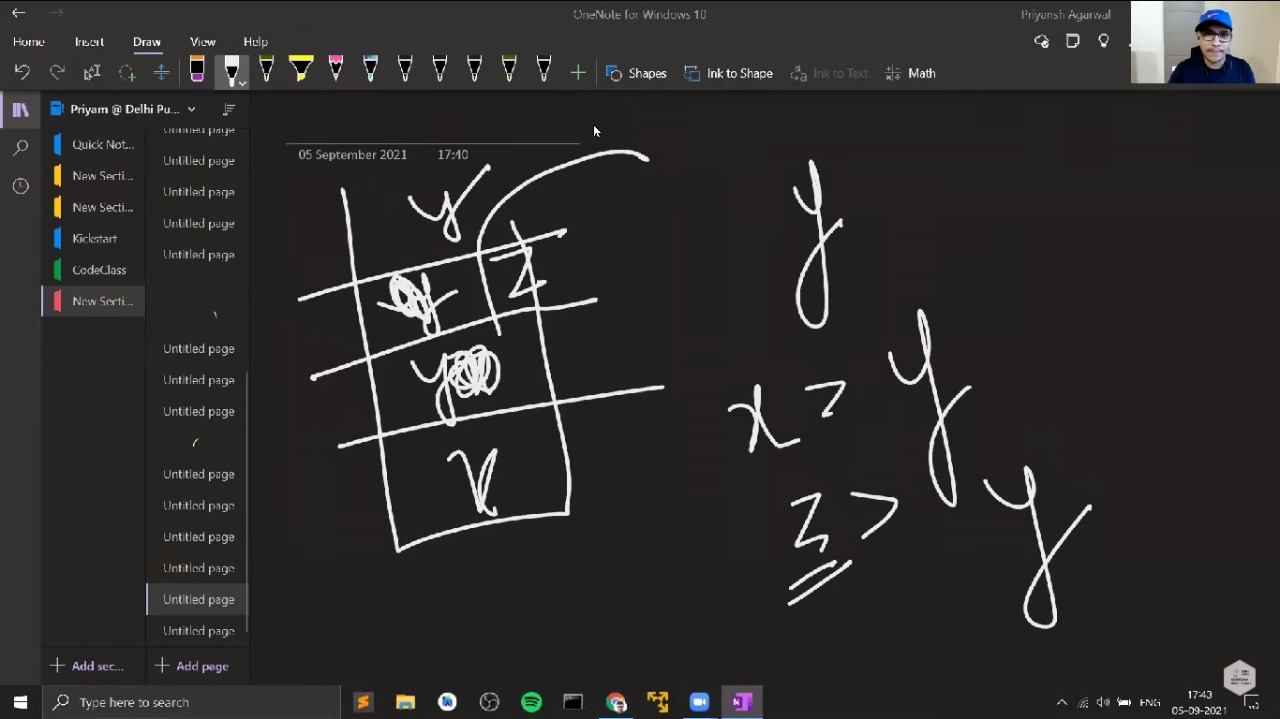 OneNote for Windows 10
Priyansh Agarwal
Home Insert Draw View Help
Shapes Ink to Shape Ink to Text Math
Priyam @ Delhi Pu...
Quick Not...
New Secti...
New Secti...
Kickstart
CodeClass
New Secti...
Untitled page
Untitled page
Untitled page
Untitled page
Untitled page
Untitled page
Untitled page
Untitled page
Untitled page
Untitled page
Untitled page
Untitled page
Untitled page
Untitled page
Add sec...
Add page
05 September 2021 17:40
y
y z
y
x
y
x > y
z > y
Type here to search
ENG
17:43
05-09-2021